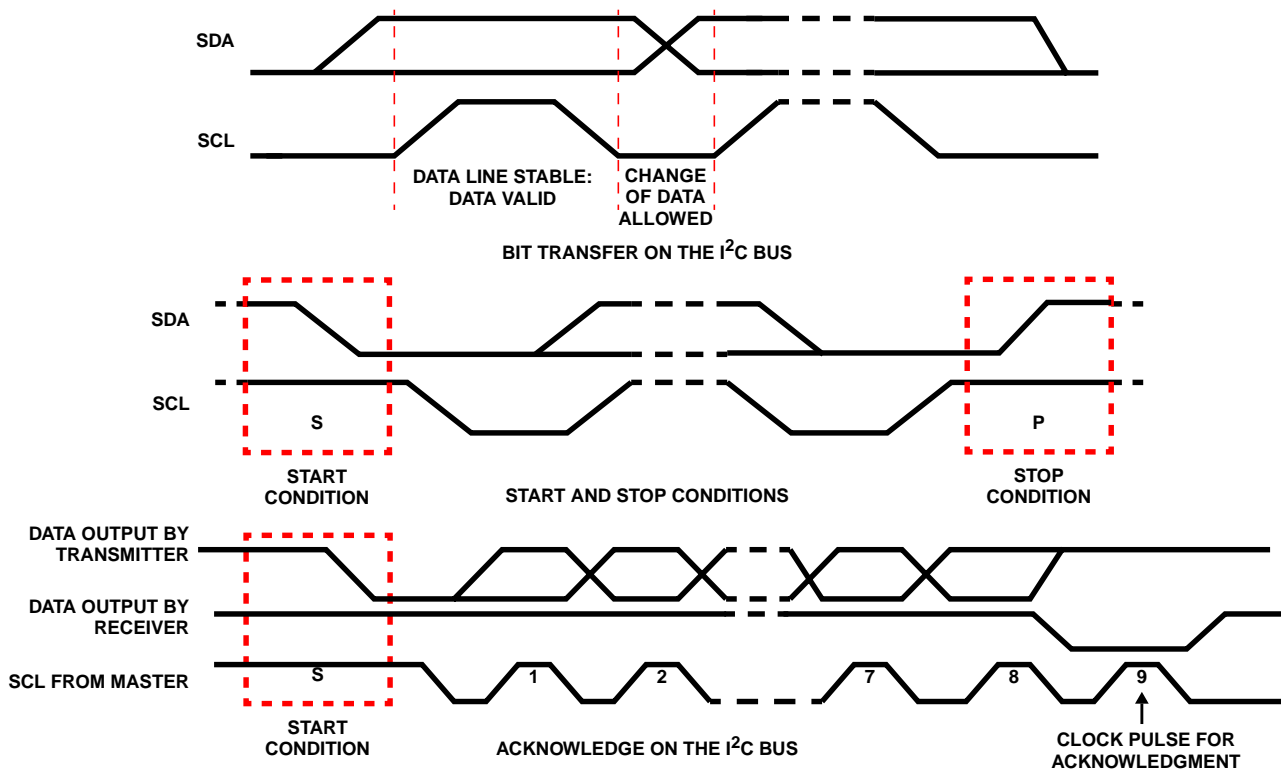 SDA
SCL
DATA LINE STABLE:
DATA VALID
CHANGE
OF DATA
ALLOWED
BIT TRANSFER ON THE I2C BUS
SDA
SCL
S
P
START
CONDITION
START AND STOP CONDITIONS
STOP
CONDITION
DATA OUTPUT BY
TRANSMITTER
DATA OUTPUT BY
RECEIVER
SCL FROM MASTER
S
1
2
7
8
9
START
CONDITION
ACKNOWLEDGE ON THE I2C BUS
CLOCK PULSE FOR
ACKNOWLEDGMENT